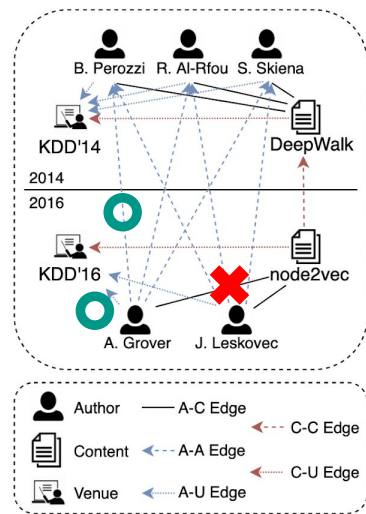 B. Perozzi R. Al-Rfou S. Skiena
KDD'14 DeepWalk
2014
2016
KDD'16 node2vec
A. Grover J. Leskovec
Author A-C Edge
C-C Edge
Content A-A Edge
C-U Edge
Venue A-U Edge